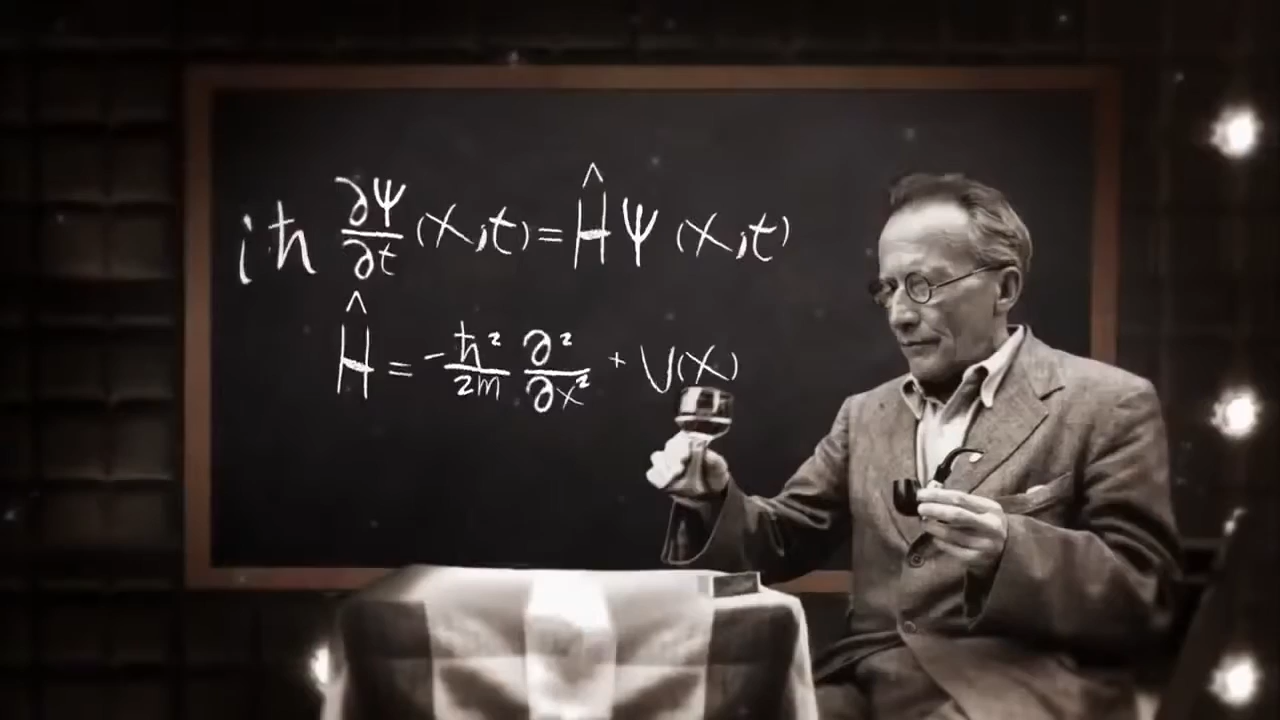 iħ ∂Ψ/∂t (x,t) = Ĥ Ψ (x,t)
Ĥ = -ħ²/2m ∂²/∂x² + V(x)